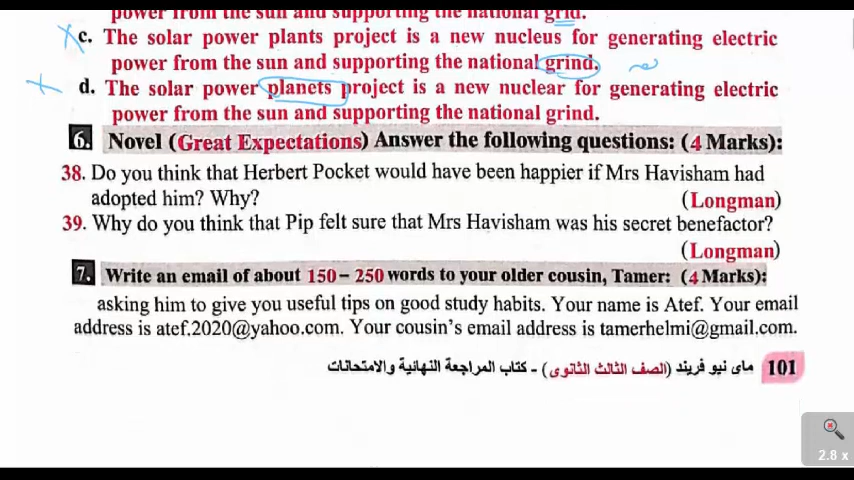 power from the sun and supporting the national grid.
c. The solar power plants project is a new nucleus for generating electric
power from the sun and supporting the national grind.
d. The solar power planets project is a new nuclear for generating electric
power from the sun and supporting the national grind.
6. Novel (Great Expectations) Answer the following questions: (4 Marks):
38. Do you think that Herbert Pocket would have been happier if Mrs Havisham had
adopted him? Why? (Longman)
39. Why do you think that Pip felt sure that Mrs Havisham was his secret benefactor?
(Longman)
7. Write an email of about 150 – 250 words to your older cousin, Tamer: (4 Marks):
asking him to give you useful tips on good study habits. Your name is Atef. Your email
address is atef.2020@yahoo.com. Your cousin's email address is tamerhelmi@gmail.com.
101 ماى نيو فريند (الصف الثالث الثانوى) - كتاب المراجعة النهائية والامتحانات
2.8 x